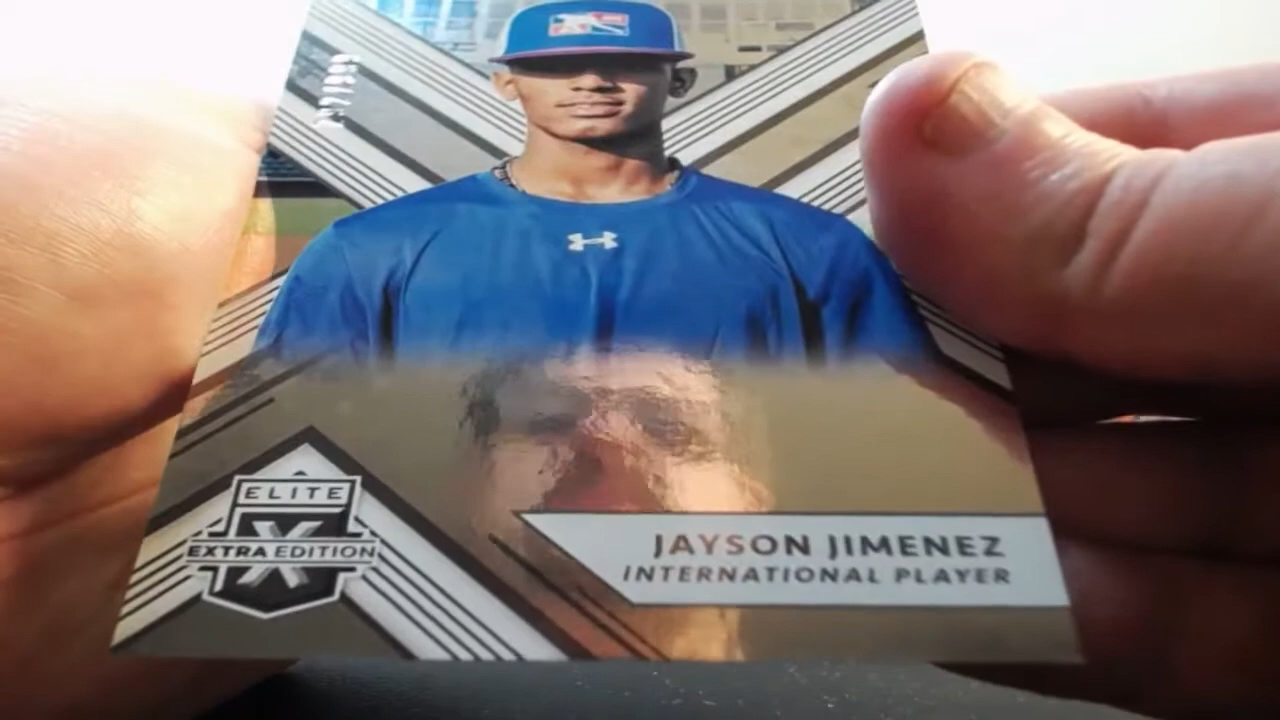 ELITE
X
EXTRA EDITION
JAYSON JIMENEZ
INTERNATIONAL PLAYER